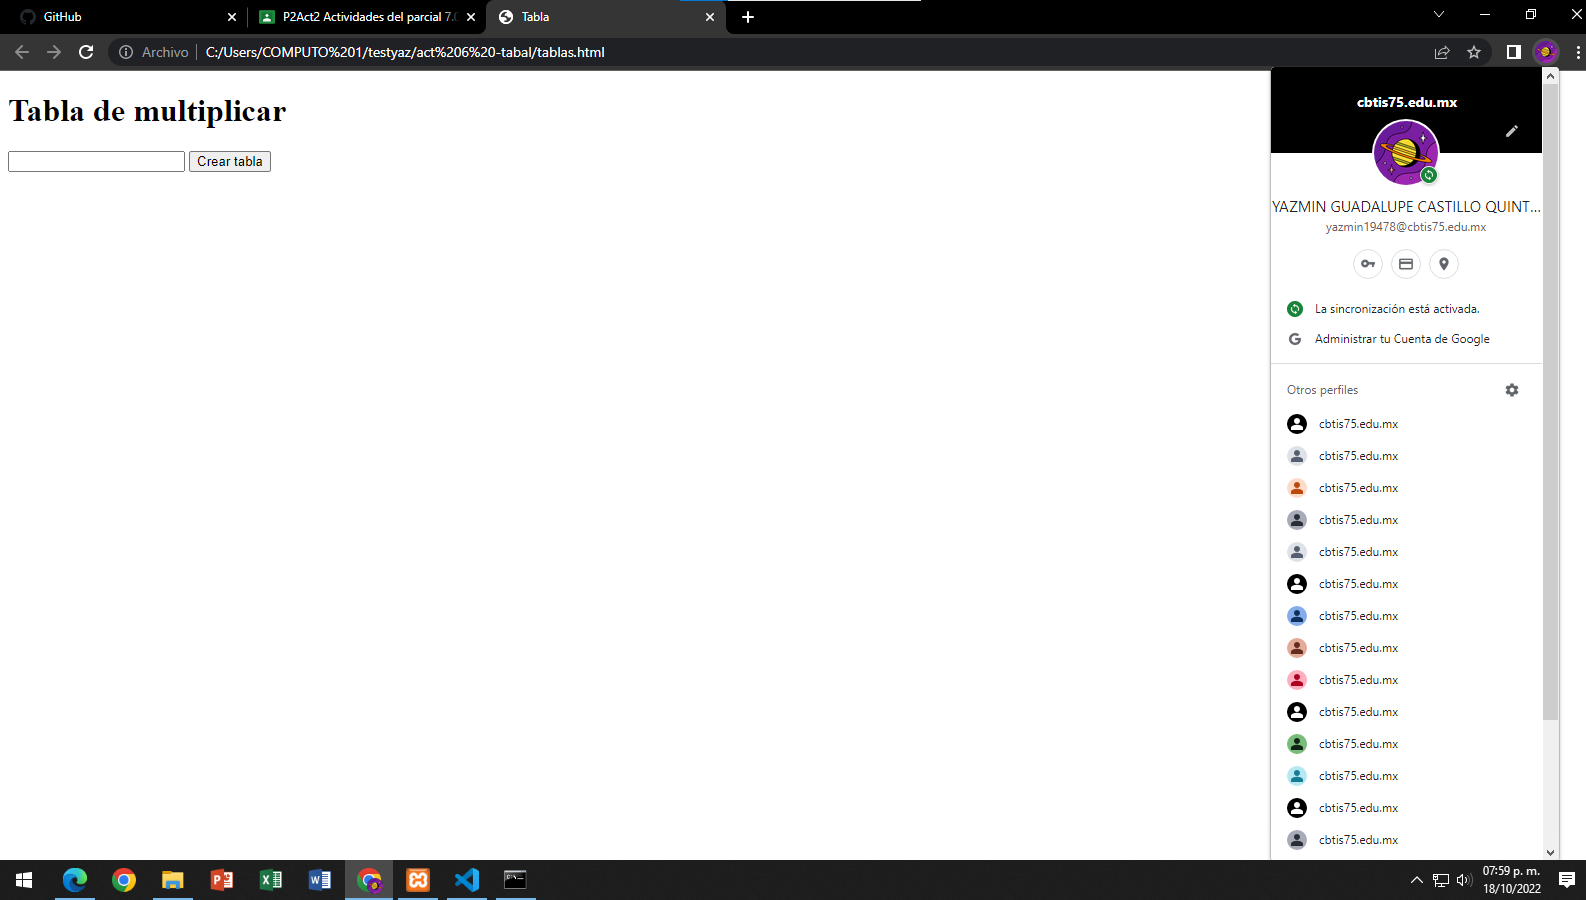 GitHub
P2Act2 Actividades del parcial 7.0
Tabla
Archivo
C:/Users/COMPUTO%201/testyaz/act%206%20-tabal/tablas.html
Tabla de multiplicar
Crear tabla
cbtis75.edu.mx
YAZMIN GUADALUPE CASTILLO QUINT...
yazmin19478@cbtis75.edu.mx
La sincronización está activada.
G Administrar tu Cuenta de Google
Otros perfiles
cbtis75.edu.mx
cbtis75.edu.mx
cbtis75.edu.mx
cbtis75.edu.mx
cbtis75.edu.mx
cbtis75.edu.mx
cbtis75.edu.mx
cbtis75.edu.mx
cbtis75.edu.mx
cbtis75.edu.mx
cbtis75.edu.mx
cbtis75.edu.mx
cbtis75.edu.mx
cbtis75.edu.mx
07:59 p. m.
18/10/2022